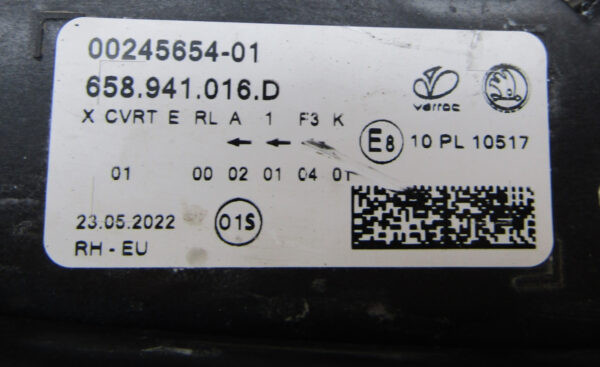 00245654-01
658.941.016.D
varroc
X CVRT E RL A 1 F3 K
E8 10 PL 10517
01 00 02 01 04 01
23.05.2022 01S
RH - EU